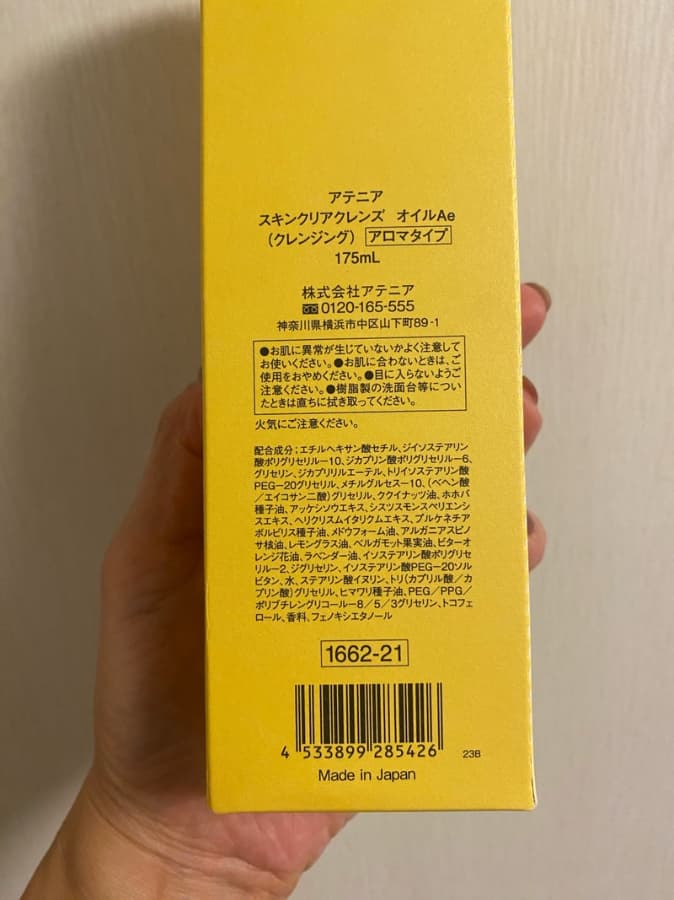 アテニア
スキンクリアクレンズ オイルAe
(クレンジング) アロマタイプ
175mL
株式会社アテニア
0120-165-555
神奈川県横浜市中区山下町89-1
●お肌に異常が生じていないかよく注意して
お使いください。●お肌に合わないときは、ご
使用をおやめください。●目に入らないようご
注意ください。●樹脂製の洗面台等につい
たときは直ちに拭き取ってください。
火気にご注意ください。
配合成分;エチルヘキサン酸セチル、ジイソステアリン
酸ポリグリセリル-10、ジカプリン酸ポリグリセリル-6、
グリセリン、ジカプリリルエーテル、トリイソステアリン酸
PEG-20グリセリル、メチルグルセス-10、(ベヘン酸
/エイコサン二酸)グリセリル、ククイナッツ油、ホホバ
種子油、アッケシソウエキス、シスツスモンスペリエンシ
スエキス、ヘリクリスムイタリクムエキス、プルケネチア
ボルビリス種子油、メドウフォーム油、アルガニアスピノ
サ核油、レモングラス油、ベルガモット果実油、ビターオ
レンジ花油、ラベンダー油、イソステアリン酸ポリグリセ
リル-2、ジグリセリン、イソステアリン酸PEG-20ソル
ビタン、水、ステアリン酸イヌリン、トリ(カプリル酸/カ
プリン酸)グリセリル、ヒマワリ種子油、PEG/PPG/
ポリブチレングリコール-8/5/3グリセリン、トコフェ
ロール、香料、フェノキシエタノール
1662-21
4 533899 285426
23B
Made in Japan